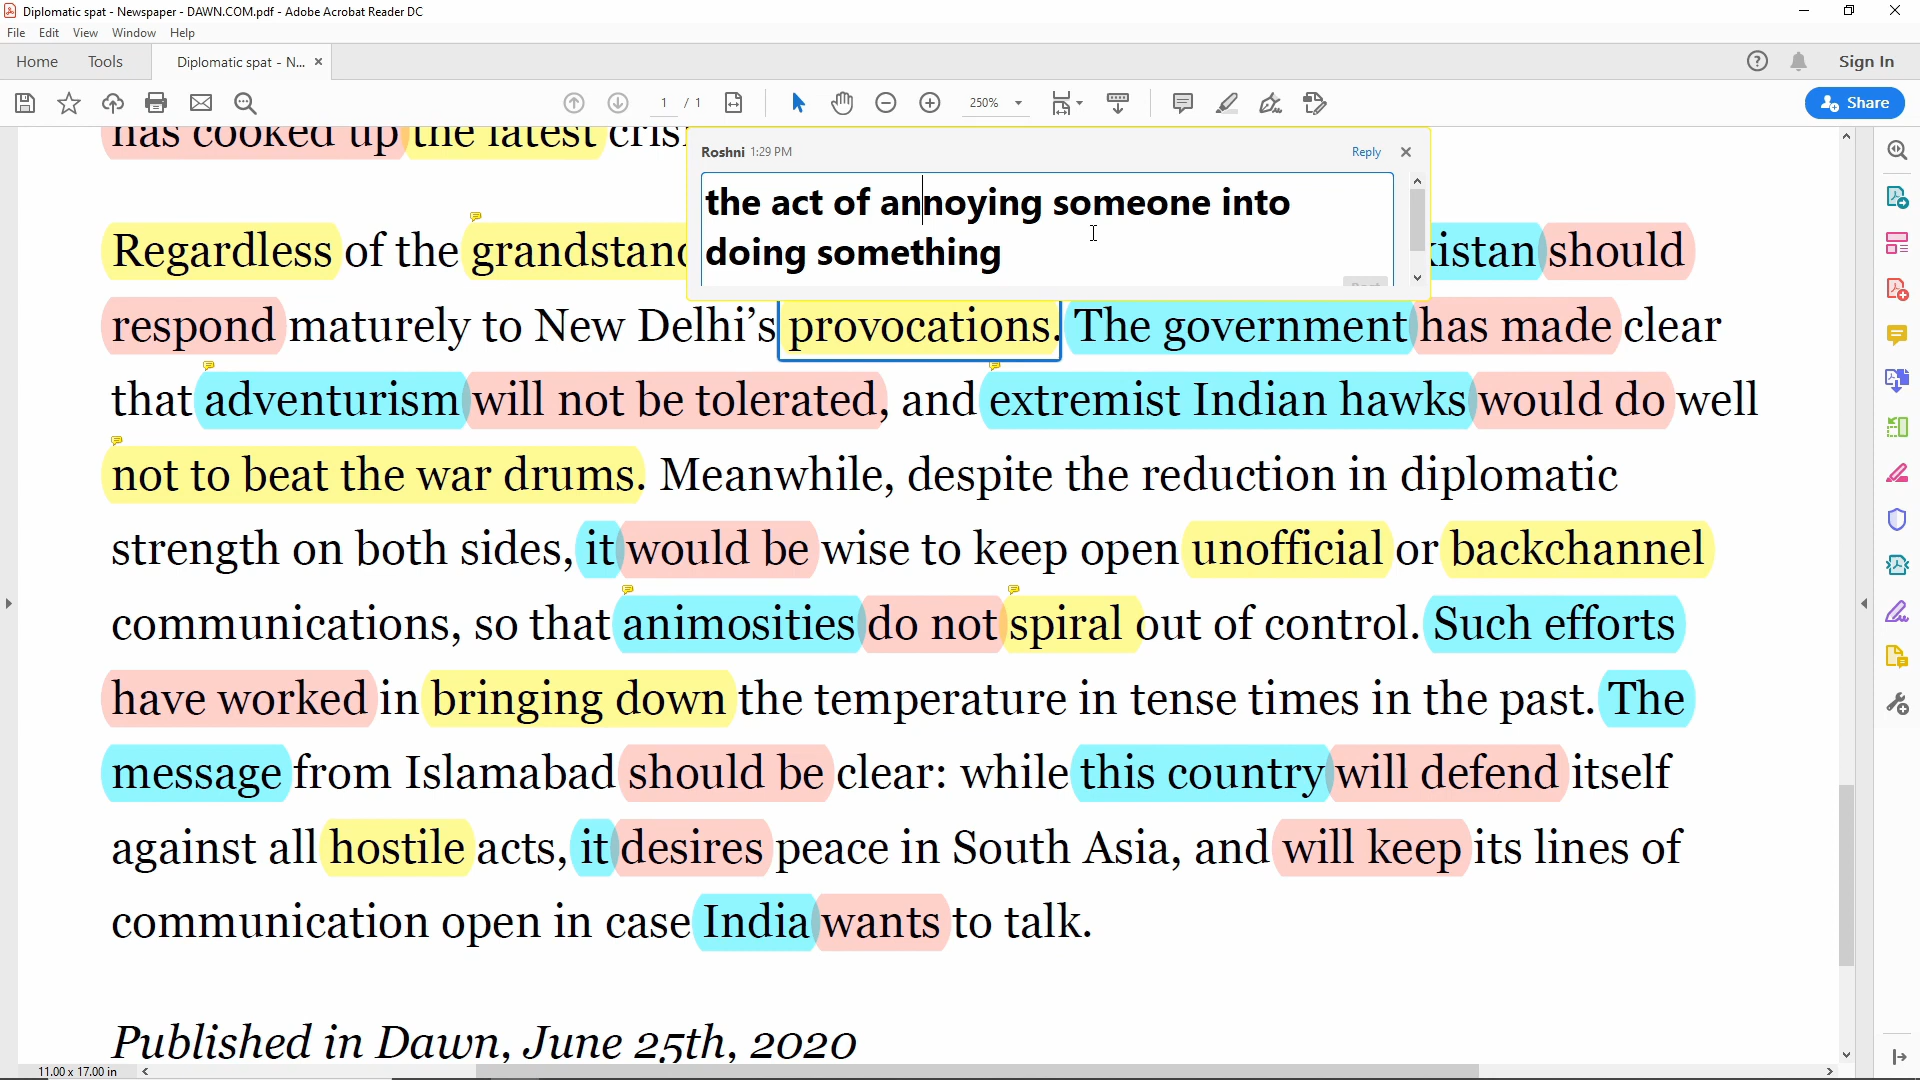 Diplomatic spat - Newspaper - DAWN.COM.pdf - Adobe Acrobat Reader DC
File Edit View Window Help
Home Tools Diplomatic spat - N... × Sign In
1 / 1 250% Share
has cooked up the latest
Roshni 1:29 PM Reply
the act of annoying someone into
doing something
Regardless of the should
respond maturely to New Delhi’s provocations. The government has made clear
that adventurism will not be tolerated, and extremist Indian hawks would do well
not to beat the war drums. Meanwhile, despite the reduction in diplomatic
strength on both sides, it would be wise to keep open unofficial or backchannel
communications, so that animosities do not spiral out of control. Such efforts
have worked in bringing down the temperature in tense times in the past. The
message from Islamabad should be clear: while this country will defend itself
against all hostile acts, it desires peace in South Asia, and will keep its lines of
communication open in case India wants to talk.
Published in Dawn, June 25th, 2020
11.00 x 17.00 in